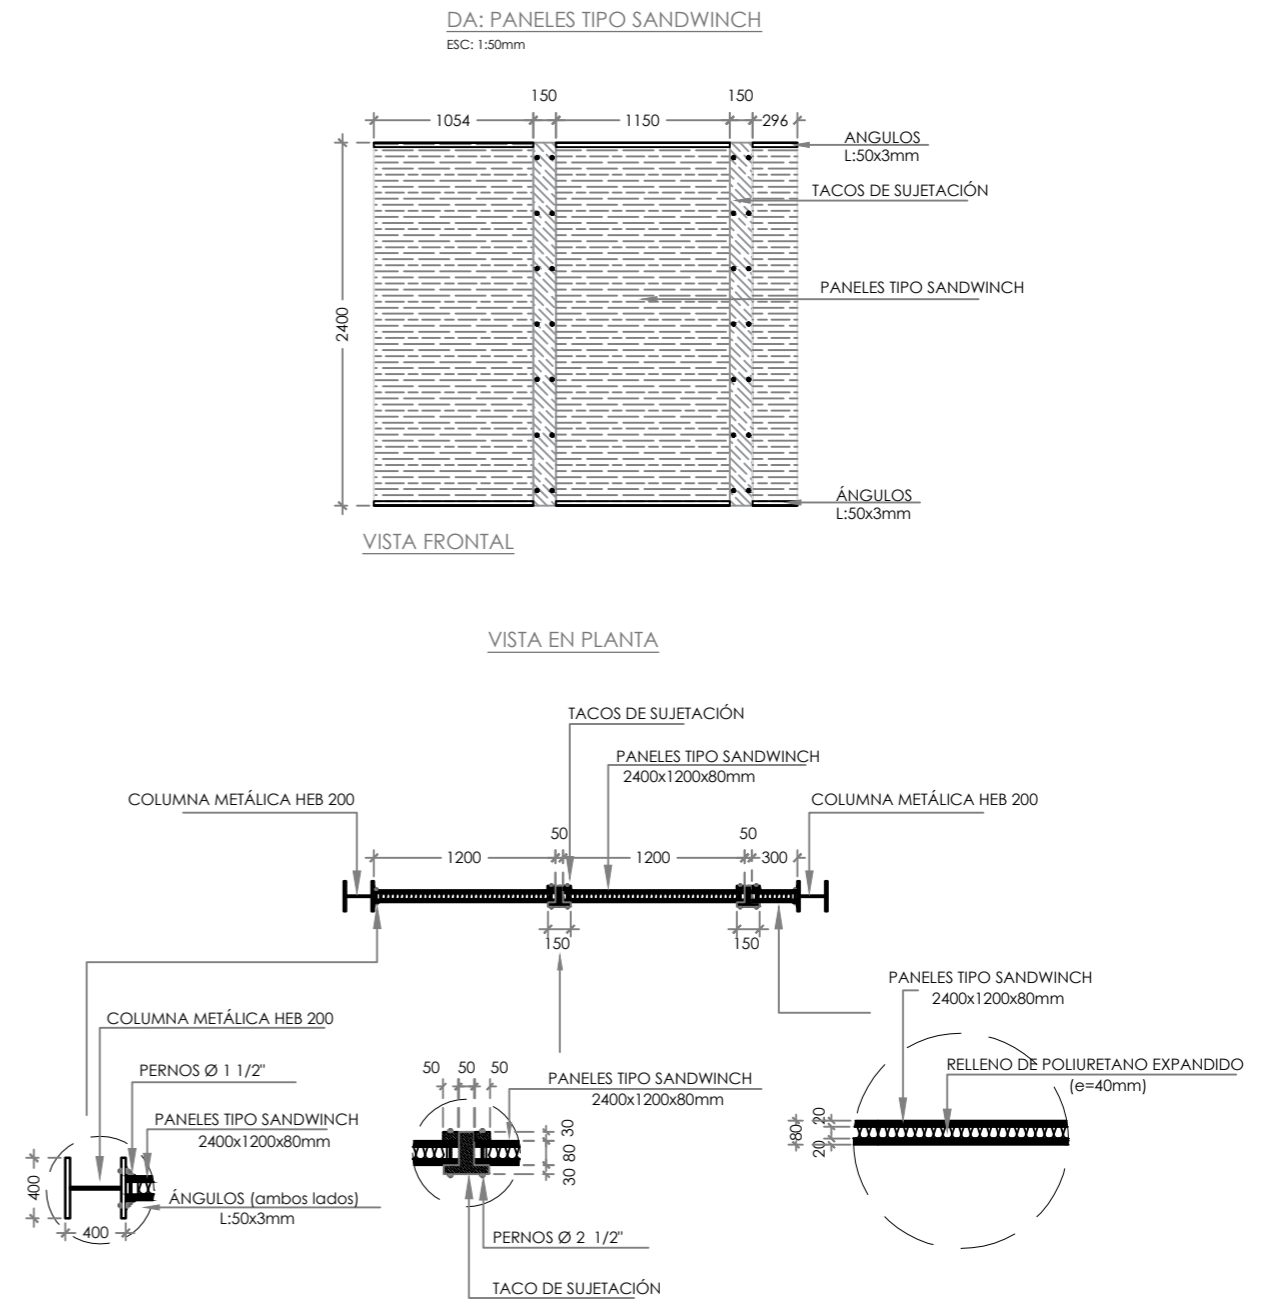 DA: PANELES TIPO SANDWINCH
ESC: 1:50mm
150
150
1054
1150
296
ANGULOS
L:50x3mm
TACOS DE SUJETACIÓN
PANELES TIPO SANDWINCH
2400
ÁNGULOS
L:50x3mm
VISTA FRONTAL
VISTA EN PLANTA
TACOS DE SUJETACIÓN
PANELES TIPO SANDWINCH
2400x1200x80mm
COLUMNA METÁLICA HEB 200
COLUMNA METÁLICA HEB 200
50
50
1200
1200
300
150
150
PANELES TIPO SANDWINCH
2400x1200x80mm
COLUMNA METÁLICA HEB 200
PERNOS Ø 1 1/2"
PANELES TIPO SANDWINCH
2400x1200x80mm
ÁNGULOS (ambos lados)
L:50x3mm
400
400
50
50
50
PANELES TIPO SANDWINCH
2400x1200x80mm
30
80
30
PERNOS Ø 2 1/2"
TACO DE SUJETACIÓN
RELLENO DE POLIURETANO EXPANDIDO
(e=40mm)
20
80
20